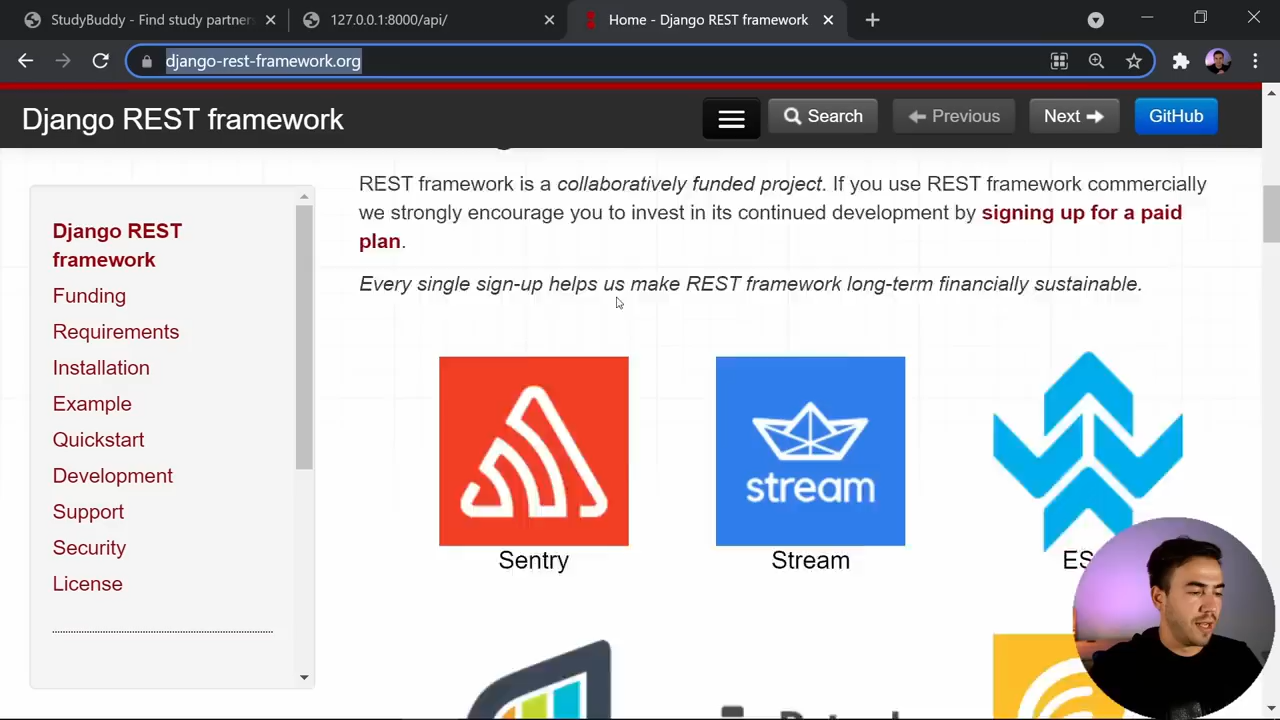 StudyBuddy - Find study partners
127.0.0.1:8000/api/
Home - Django REST framework
django-rest-framework.org
Django REST framework
Search
Previous
Next
GitHub
REST framework is a collaboratively funded project. If you use REST framework commercially
we strongly encourage you to invest in its continued development by signing up for a paid
plan.
Every single sign-up helps us make REST framework long-term financially sustainable.
Django REST
framework
Funding
Requirements
Installation
Example
Quickstart
Development
Support
Security
License
stream
Sentry
Stream